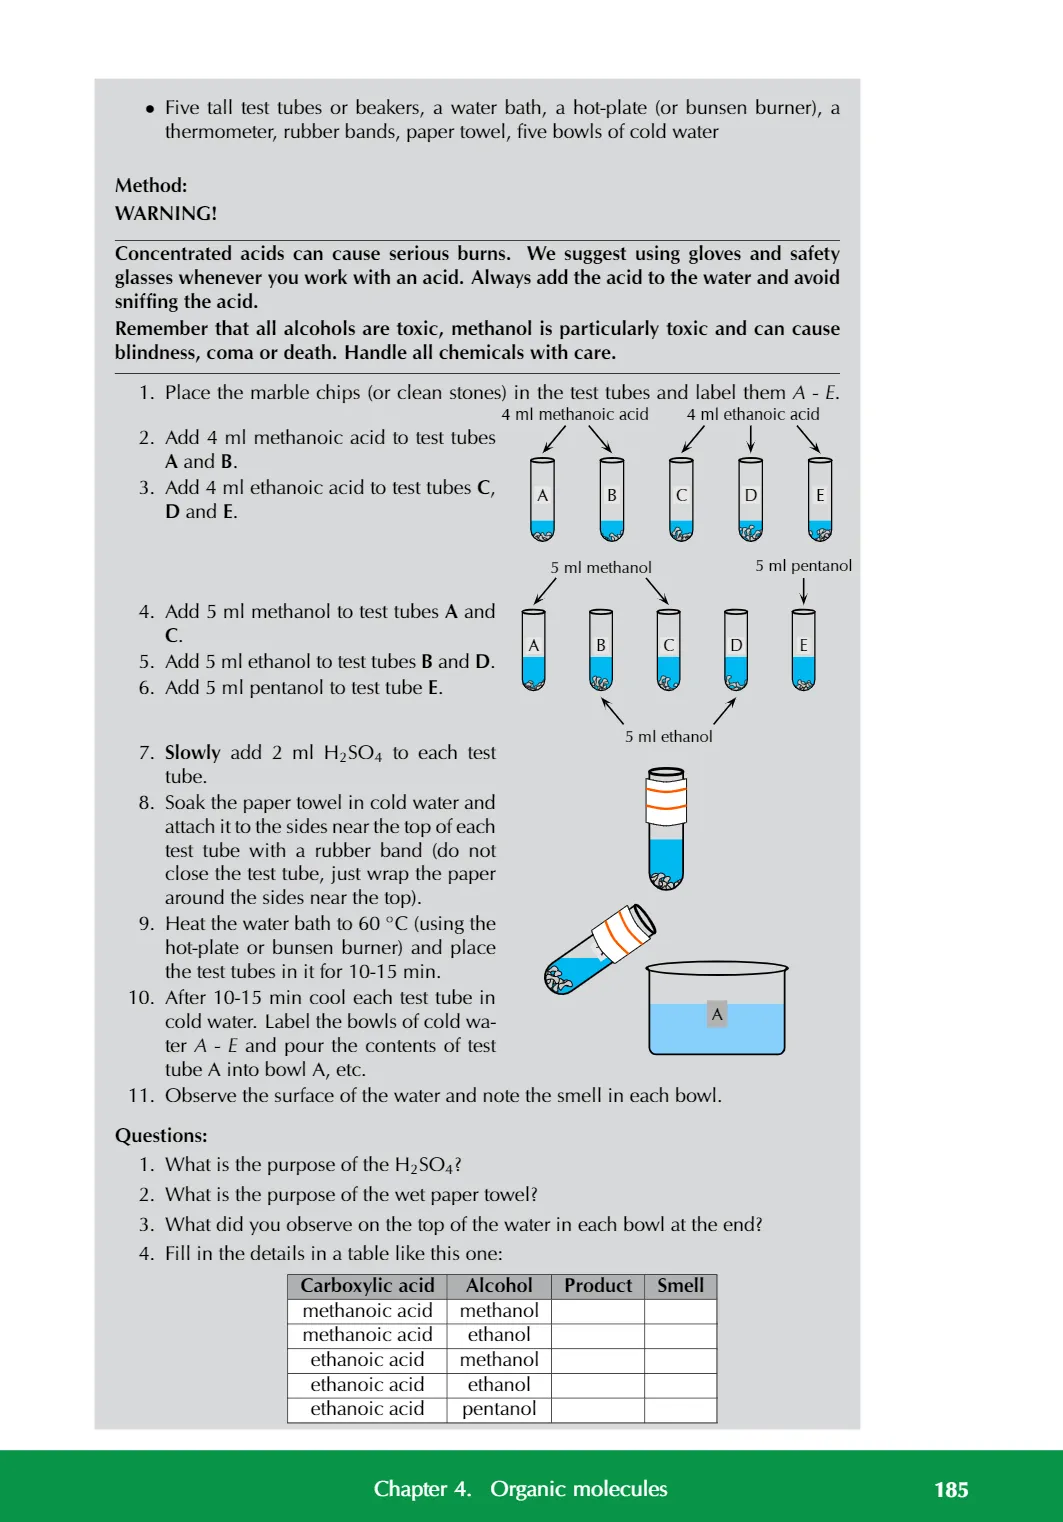 • Five tall test tubes or beakers, a water bath, a hot-plate (or bunsen burner), a
thermometer, rubber bands, paper towel, five bowls of cold water
Method:
WARNING!
Concentrated acids can cause serious burns. We suggest using gloves and safety
glasses whenever you work with an acid. Always add the acid to the water and avoid
sniffing the acid.
Remember that all alcohols are toxic, methanol is particularly toxic and can cause
blindness, coma or death. Handle all chemicals with care.
1. Place the marble chips (or clean stones) in the test tubes and label them A - E.
2. Add 4 ml methanoic acid to test tubes
A and B.
3. Add 4 ml ethanoic acid to test tubes C,
D and E.
4 ml methanoic acid 4 ml ethanoic acid
A B C D E
4. Add 5 ml methanol to test tubes A and
C.
5. Add 5 ml ethanol to test tubes B and D.
6. Add 5 ml pentanol to test tube E.
5 ml methanol 5 ml pentanol
A B C D E
5 ml ethanol
7. Slowly add 2 ml H₂SO₄ to each test
tube.
8. Soak the paper towel in cold water and
attach it to the sides near the top of each
test tube with a rubber band (do not
close the test tube, just wrap the paper
around the sides near the top).
9. Heat the water bath to 60 °C (using the
hot-plate or bunsen burner) and place
the test tubes in it for 10-15 min.
10. After 10-15 min cool each test tube in
cold water. Label the bowls of cold wa-
ter A - E and pour the contents of test
tube A into bowl A, etc.
A
11. Observe the surface of the water and note the smell in each bowl.
Questions:
1. What is the purpose of the H₂SO₄?
2. What is the purpose of the wet paper towel?
3. What did you observe on the top of the water in each bowl at the end?
4. Fill in the details in a table like this one:
Carboxylic acid Alcohol Product Smell
methanoic acid methanol
methanoic acid ethanol
ethanoic acid methanol
ethanoic acid ethanol
ethanoic acid pentanol
Chapter 4. Organic molecules 185